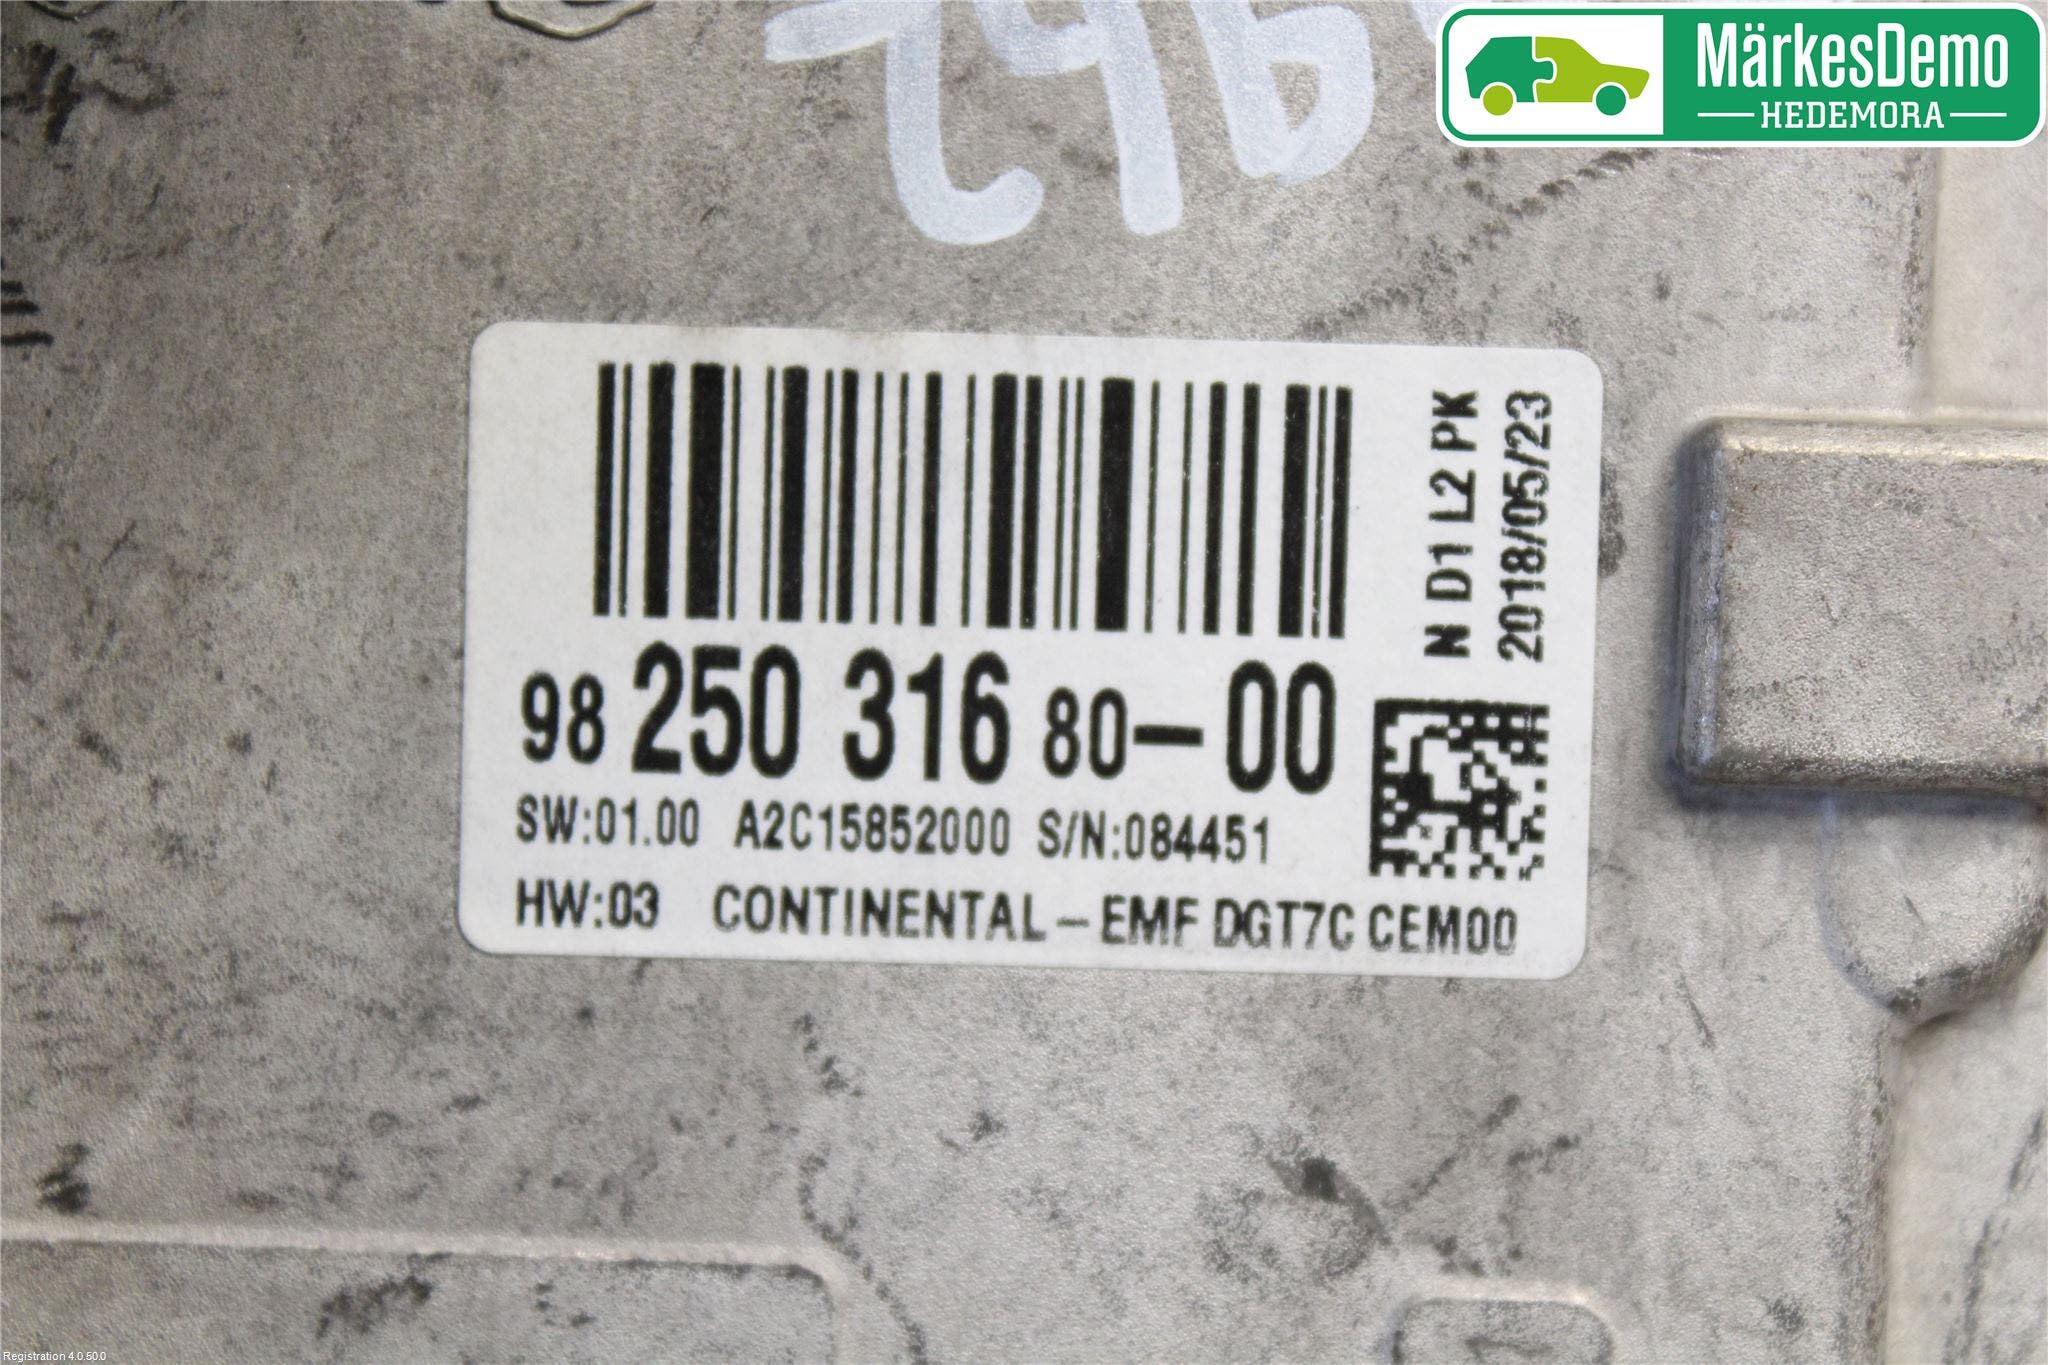 MärkesDemo
HEDEMORA
N D1 L2 PK
2018/05/23
98 250 316 80-00
SW:01.00 A2C15852000 S/N:084451
HW:03 CONTINENTAL - EMF DGT7C CEM00
Registration 4.0.50.0